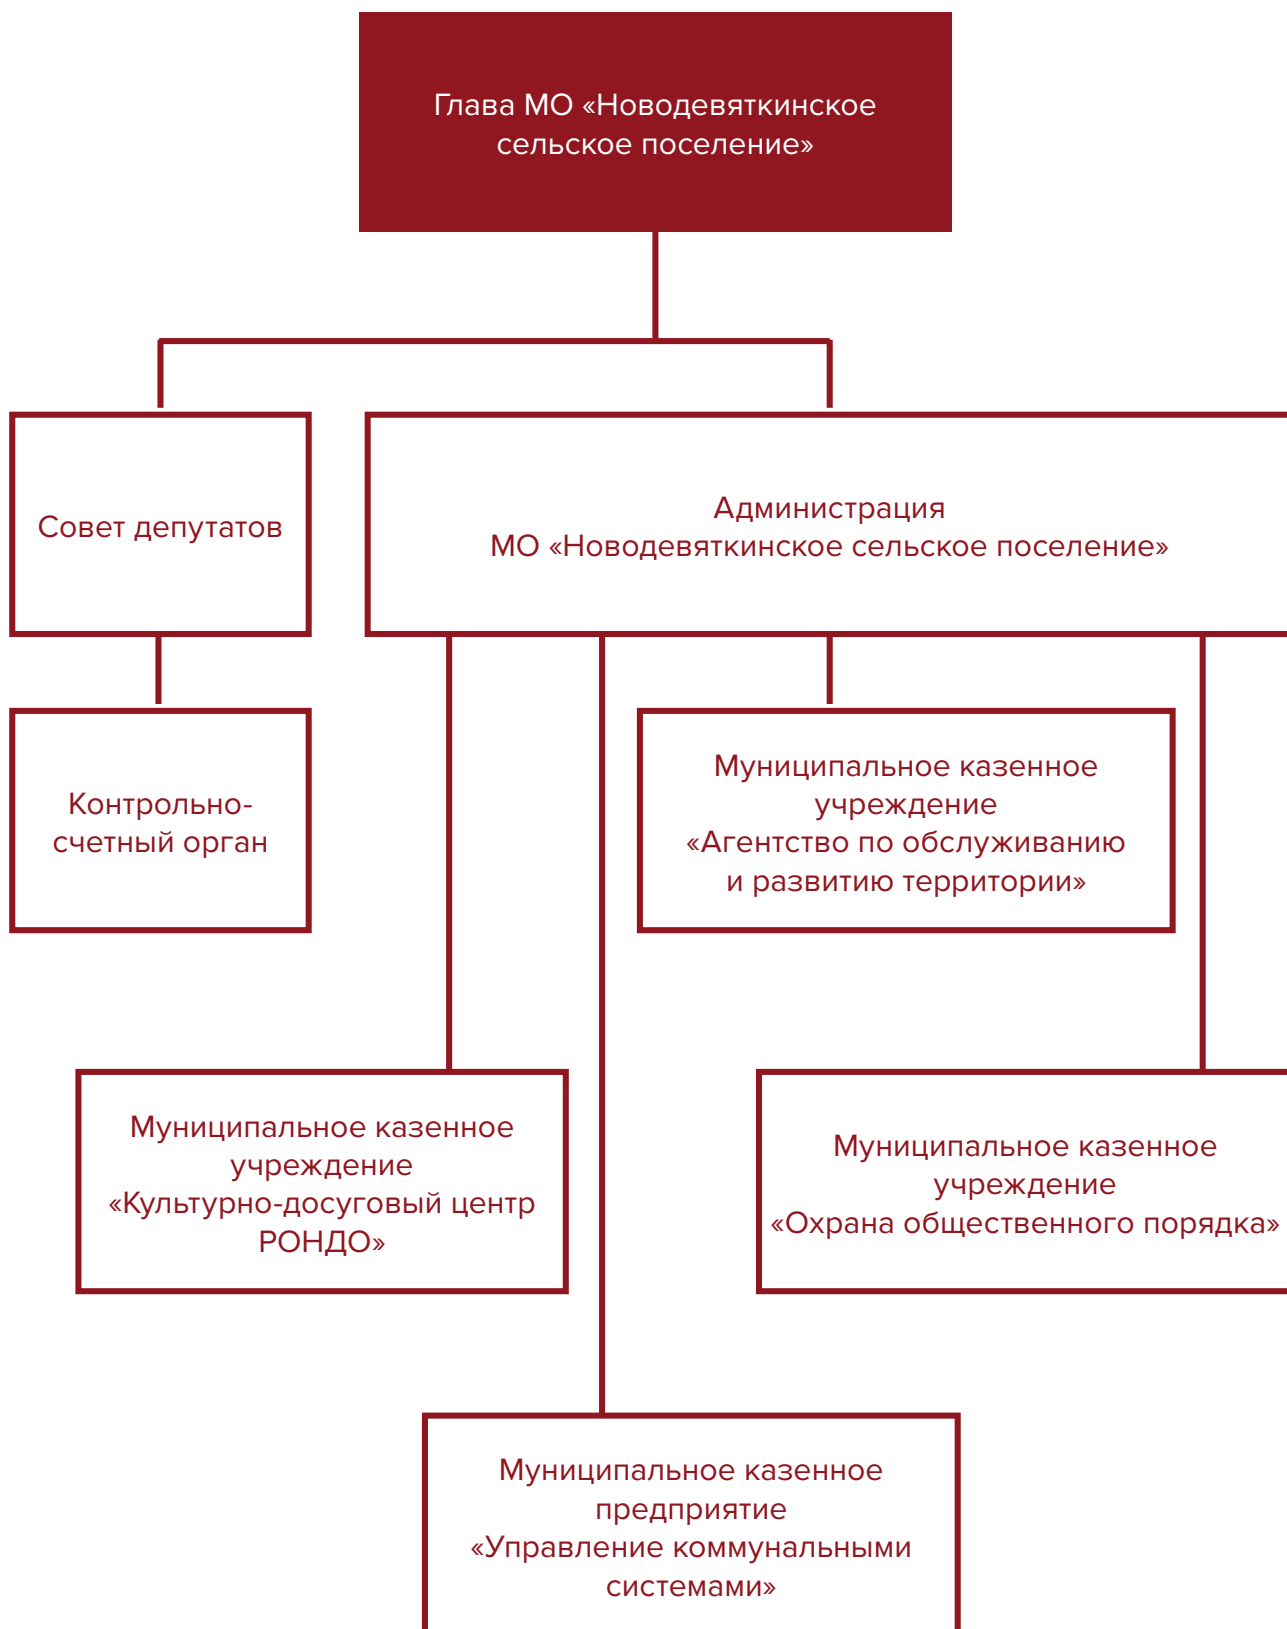 Глава МО «Новодевяткинское
сельское поселение»
Совет депутатов
Администрация
МО «Новодевяткинское сельское поселение»
Контрольно-
счетный орган
Муниципальное казенное
учреждение
«Агентство по обслуживанию
и развитию территории»
Муниципальное казенное
учреждение
«Культурно-досуговый центр
РОНДО»
Муниципальное казенное
учреждение
«Охрана общественного порядка»
Муниципальное казенное
предприятие
«Управление коммунальными
системами»